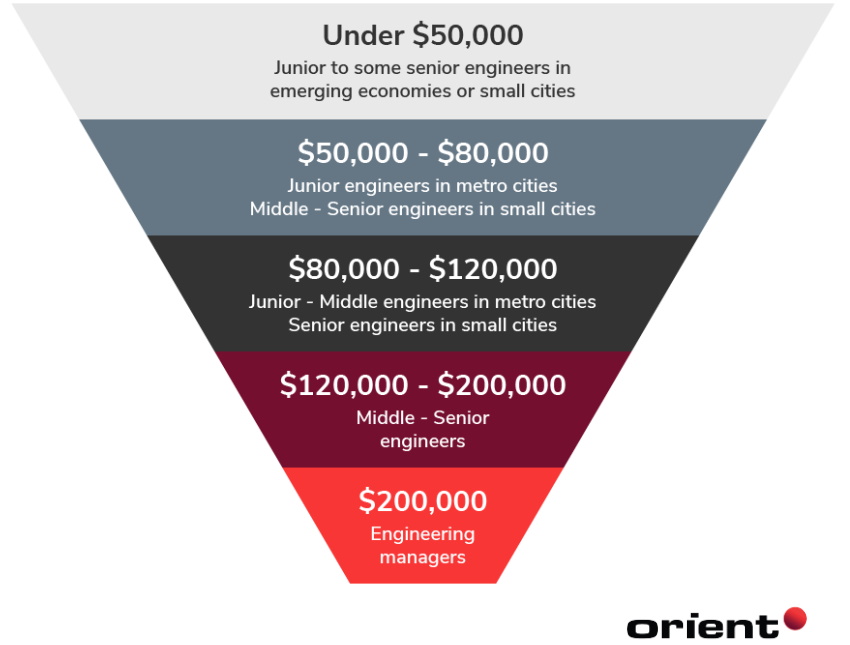 Under $50,000
Junior to some senior engineers in
emerging economies or small cities
$50,000 - $80,000
Junior engineers in metro cities
Middle - Senior engineers in small cities
$80,000 - $120,000
Junior - Middle engineers in metro cities
Senior engineers in small cities
$120,000 - $200,000
Middle - Senior
engineers
$200,000
Engineering
managers
orient